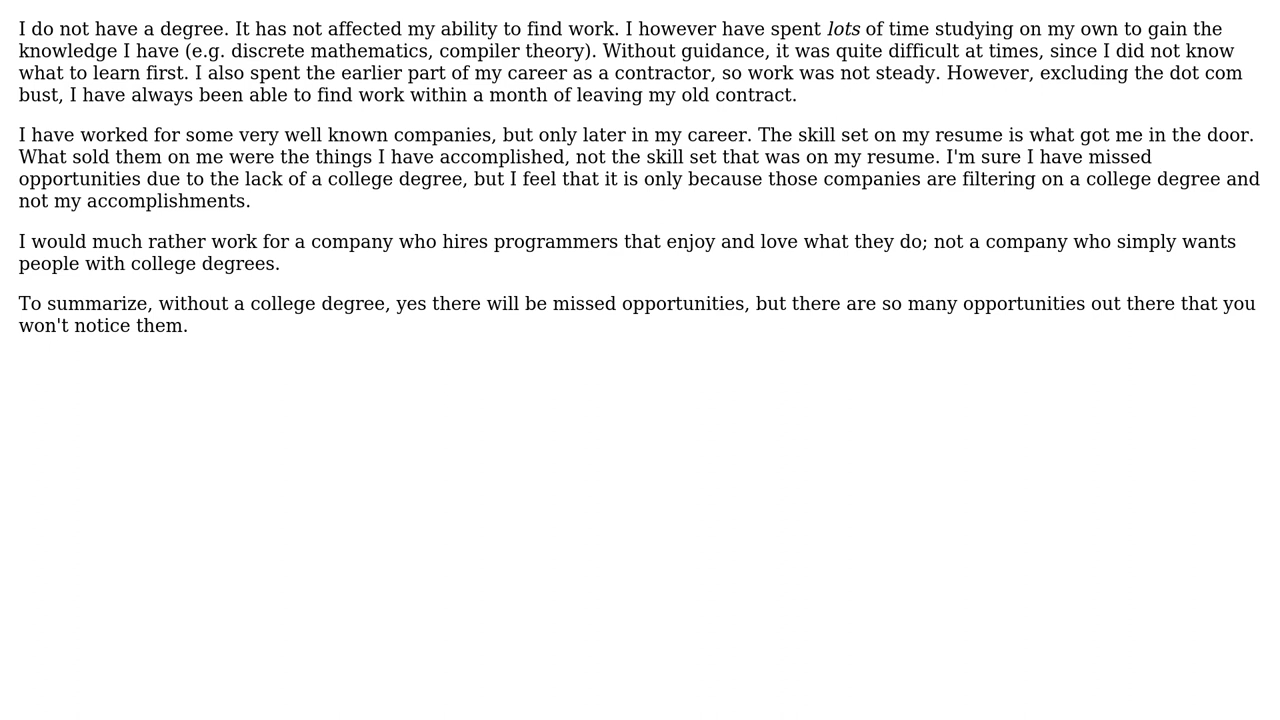 I do not have a degree. It has not affected my ability to find work. I however have spent lots of time studying on my own to gain the
knowledge I have (e.g. discrete mathematics, compiler theory). Without guidance, it was quite difficult at times, since I did not know
what to learn first. I also spent the earlier part of my career as a contractor, so work was not steady. However, excluding the dot com
bust, I have always been able to find work within a month of leaving my old contract.
I have worked for some very well known companies, but only later in my career. The skill set on my resume is what got me in the door.
What sold them on me were the things I have accomplished, not the skill set that was on my resume. I'm sure I have missed
opportunities due to the lack of a college degree, but I feel that it is only because those companies are filtering on a college degree and
not my accomplishments.
I would much rather work for a company who hires programmers that enjoy and love what they do; not a company who simply wants
people with college degrees.
To summarize, without a college degree, yes there will be missed opportunities, but there are so many opportunities out there that you
won't notice them.